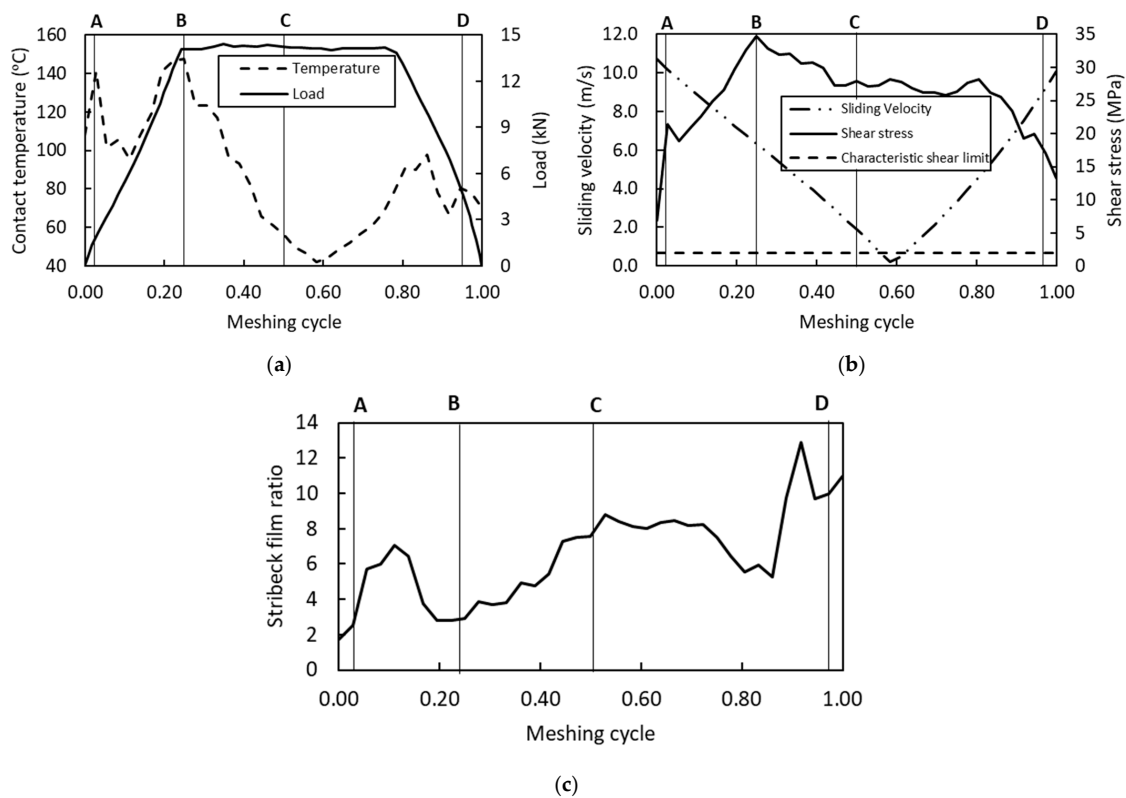 A B C D
160 15
140 12
120 9
100
80 6
60 3
40 0
0.00 0.20 0.40 0.60 0.80 1.00
Contact temperature (°C)
Load (kN)
Temperature
Load
Meshing cycle
(a)
A B C D
12.0 35
10.0 30
8.0 25
6.0 20
4.0 15
2.0 10
0.0 5
0
0.00 0.20 0.40 0.60 0.80 1.00
Sliding velocity (m/s)
Shear stress (MPa)
Sliding Velocity
Shear stress
Characteristic shear limit
Meshing cycle
(b)
A B C D
14
12
10
8
6
4
2
0
0.00 0.20 0.40 0.60 0.80 1.00
Stribeck film ratio
Meshing cycle
(c)